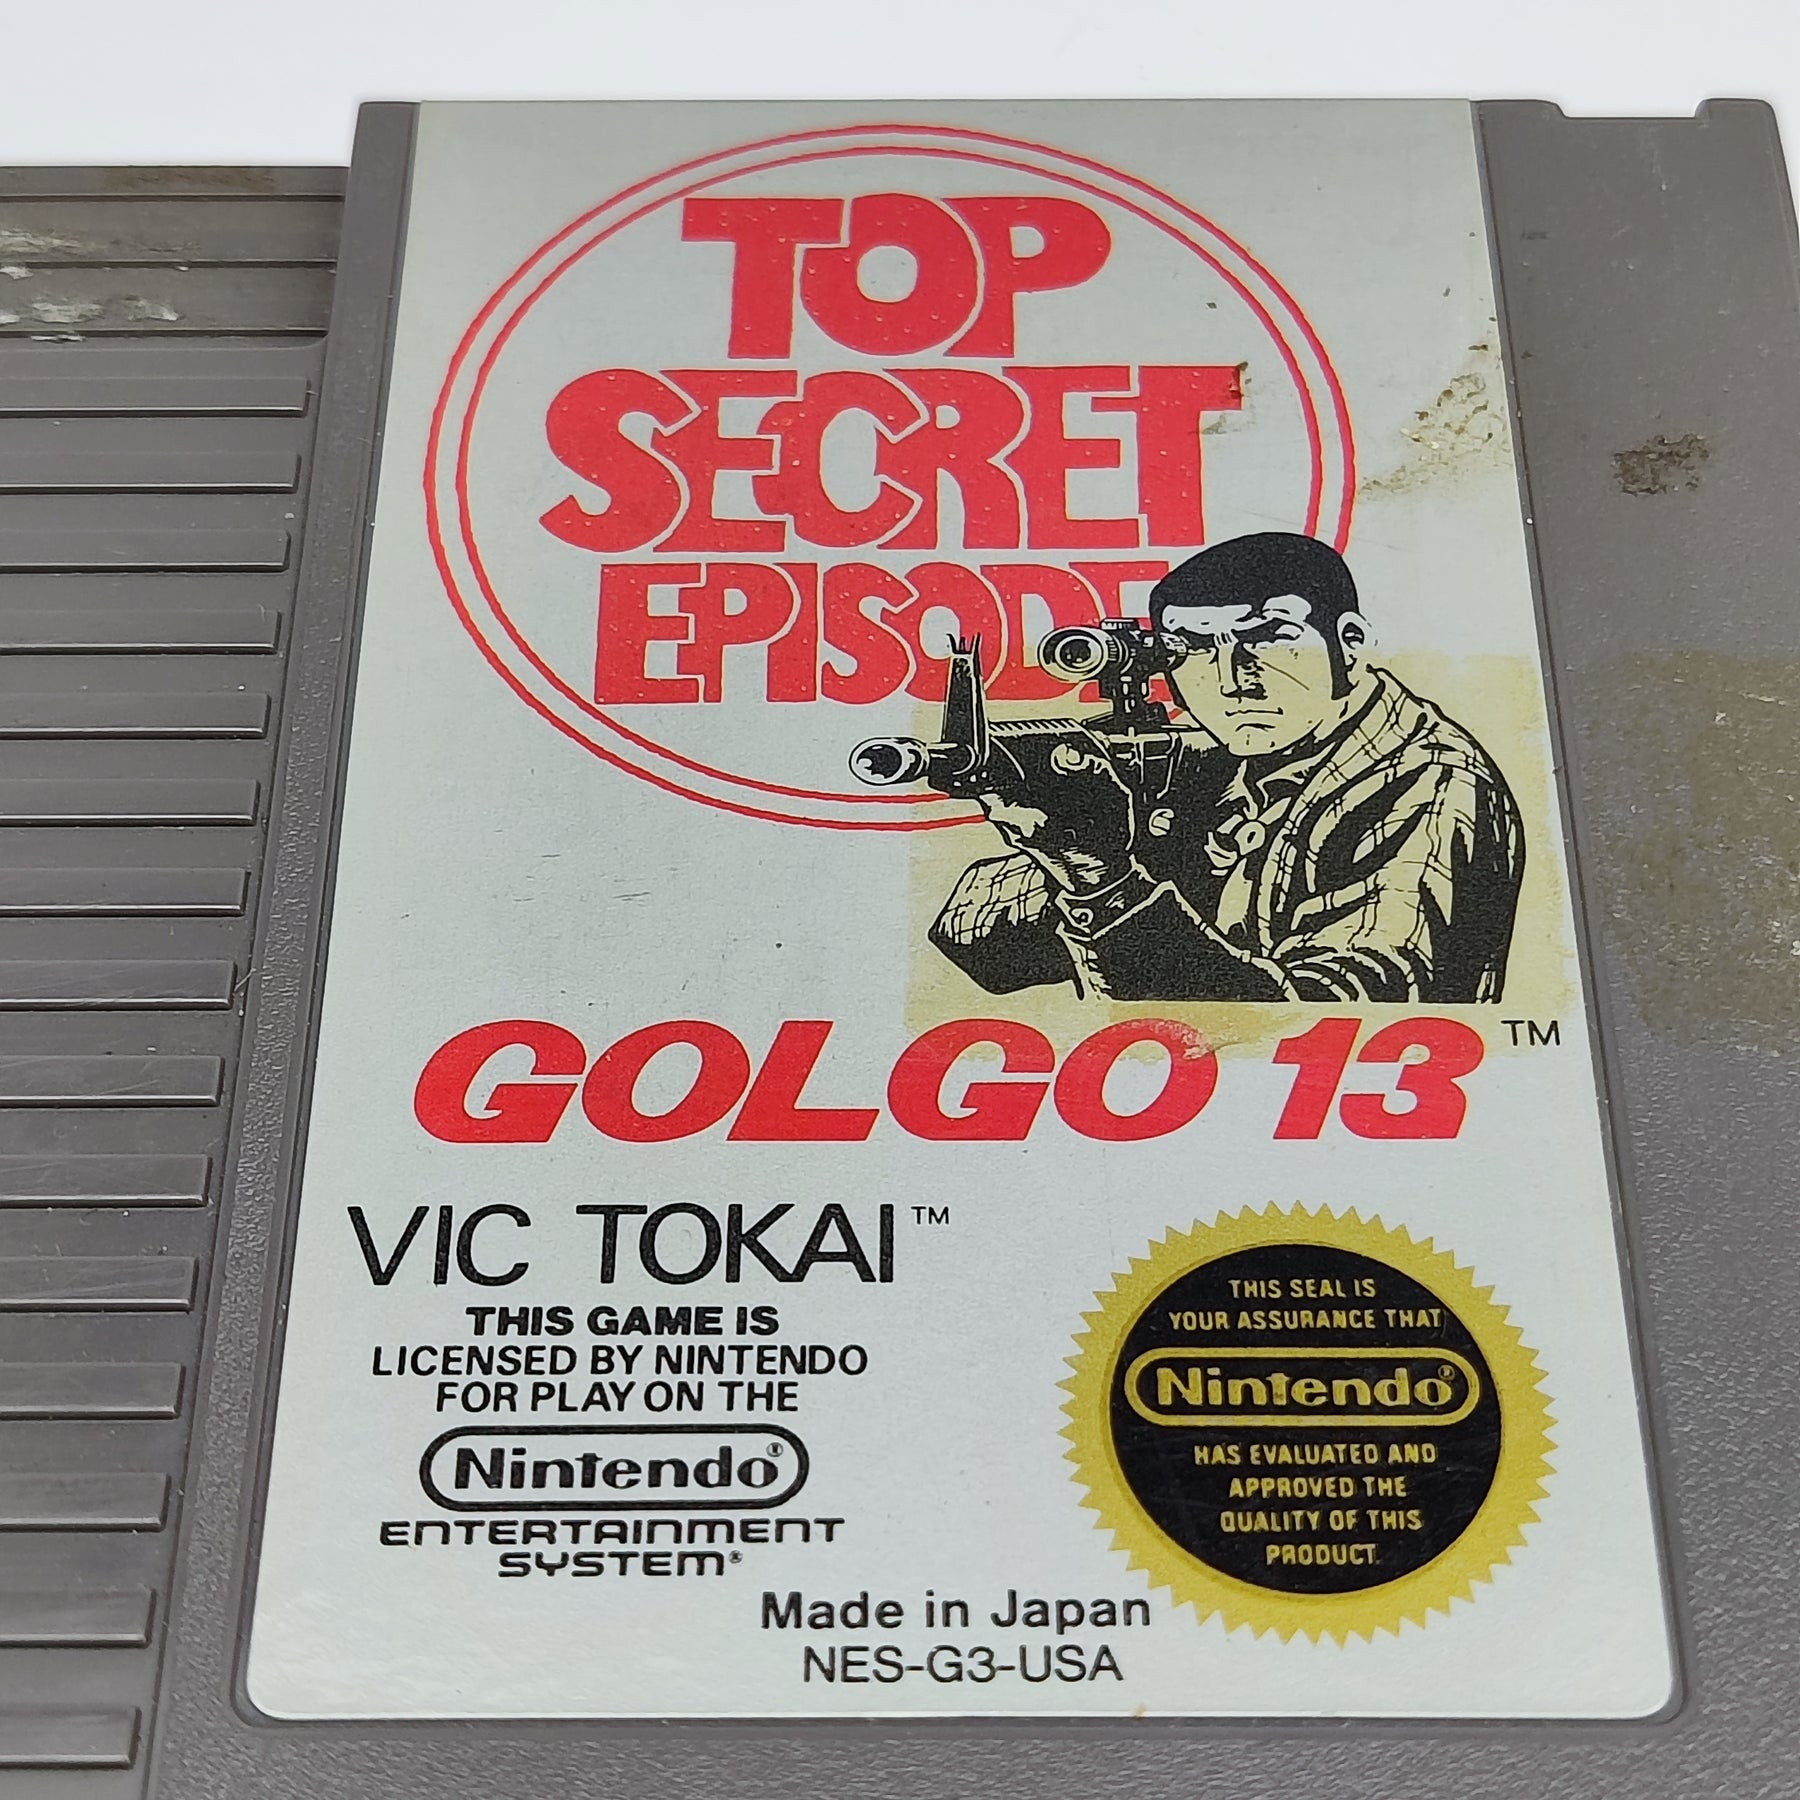 TOP
SECRET
EPISODE
GOLGO 13™
VIC TOKAI™
THIS GAME IS
LICENSED BY NINTENDO
FOR PLAY ON THE
Nintendo®
ENTERTAINMENT
SYSTEM®
THIS SEAL IS
YOUR ASSURANCE THAT
Nintendo®
HAS EVALUATED AND
APPROVED THE
QUALITY OF THIS
PRODUCT.
Made in Japan
NES-G3-USA